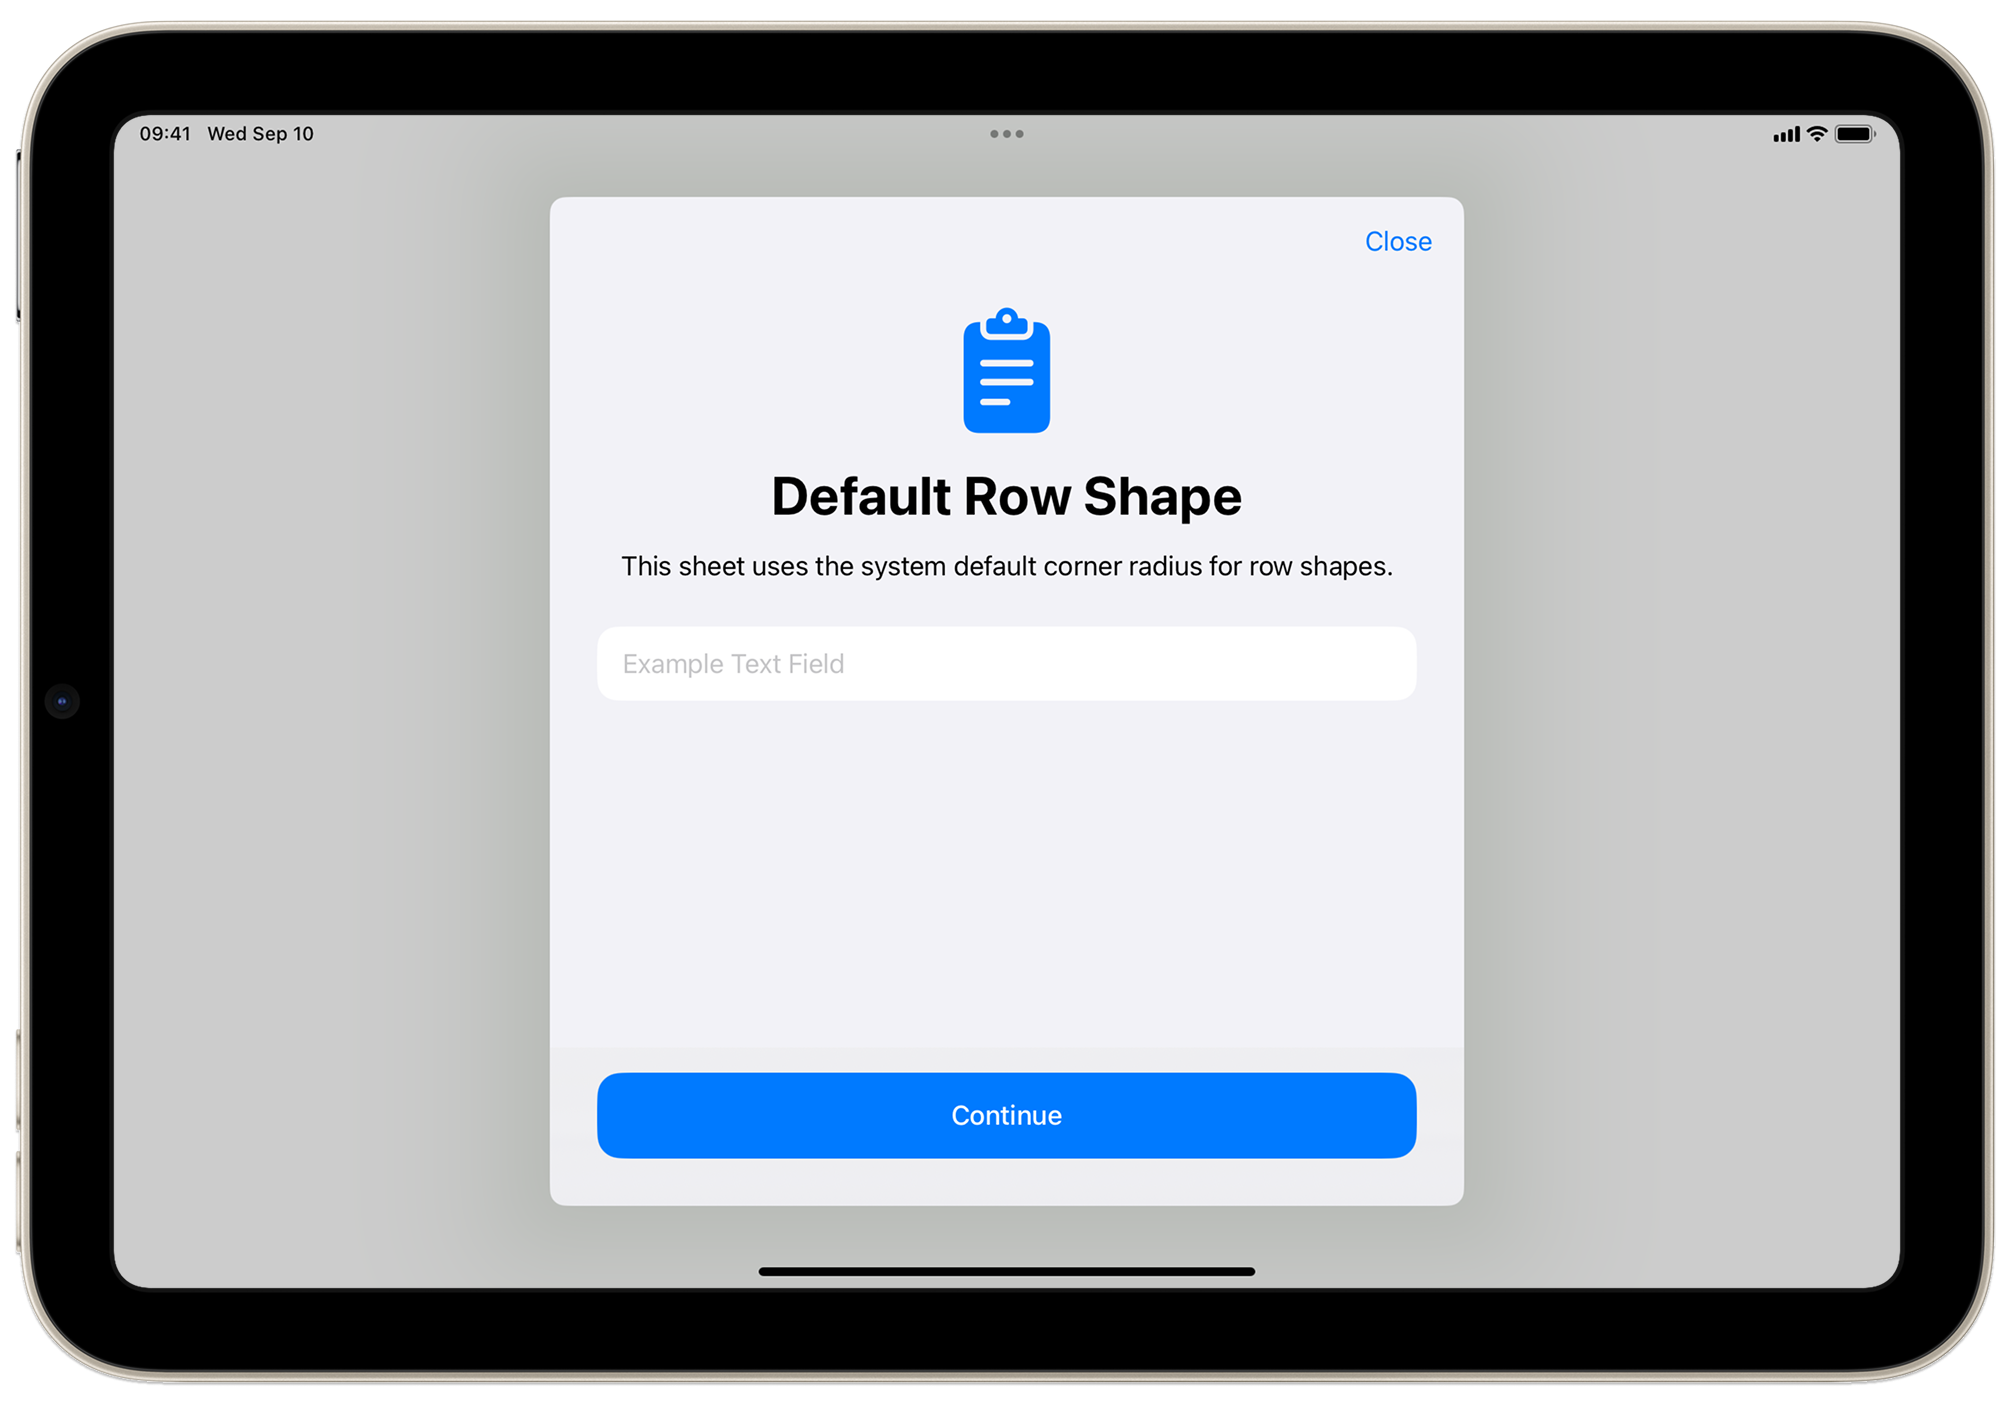 09:41 Wed Sep 10
Close
Default Row Shape
This sheet uses the system default corner radius for row shapes.
Example Text Field
Continue